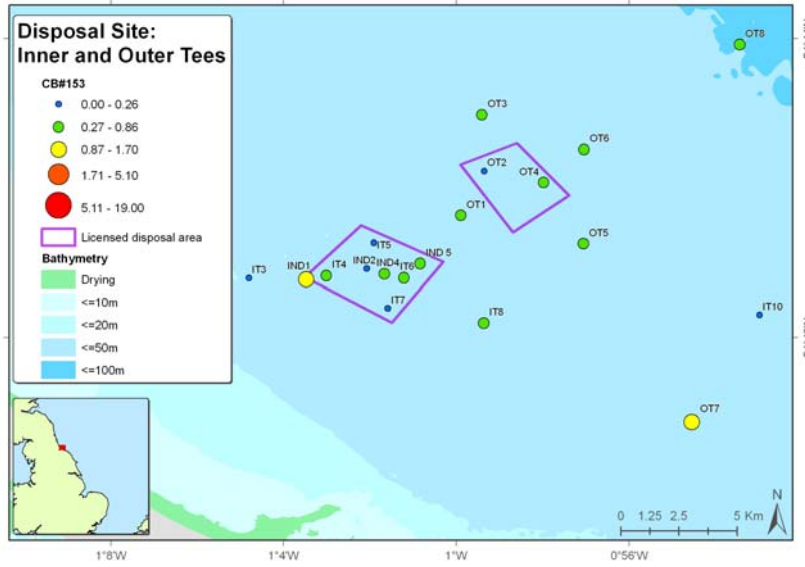 Disposal Site:
Inner and Outer Tees
CB#153
0.00 - 0.26
0.27 - 0.86
0.87 - 1.70
1.71 - 5.10
5.11 - 19.00
Licensed disposal area
Bathymetry
Drying
<=10m
<=20m
<=50m
<=100m
OT8
OT3
OT6
OT2
OT4
OT1
OT5
IT5
IND 5
IT3
IND1
IT4
IND2
IND4
IT6
IT7
IT8
IT10
OT7
N
0 1.25 2.5 5 Km
1°8'W
1°4'W
1°W
0°56'W